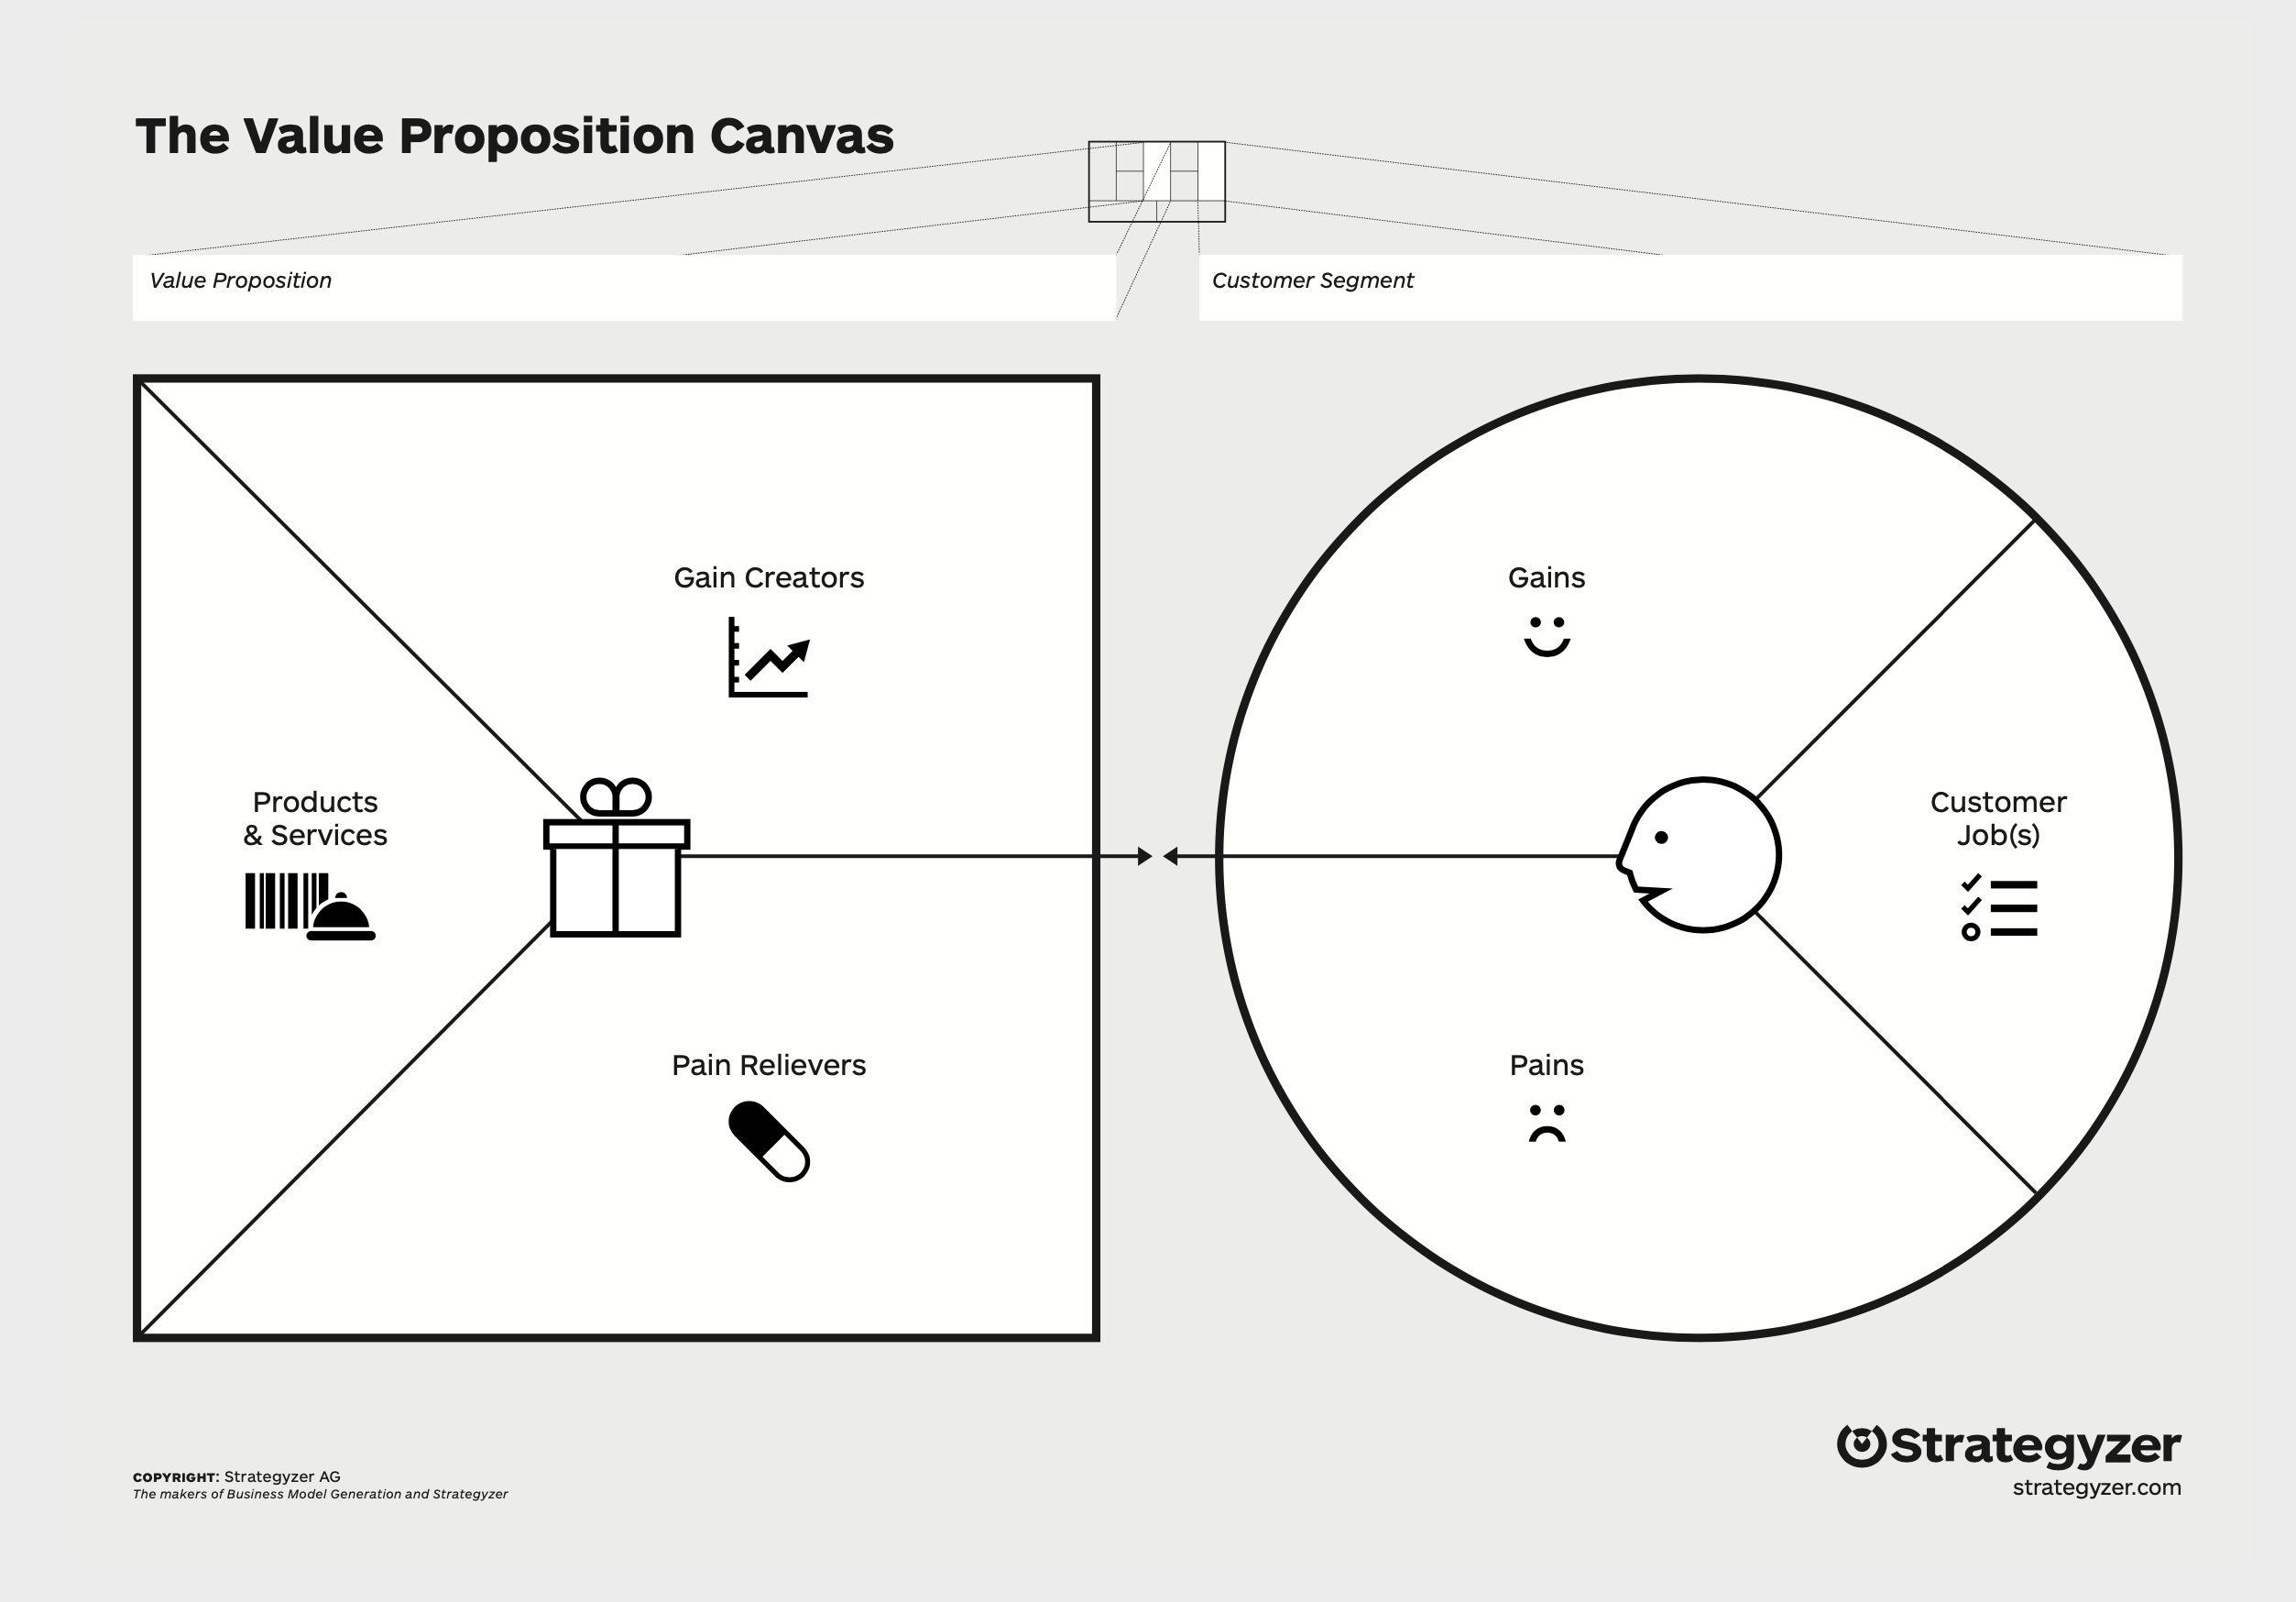 The Value Proposition Canvas
Value Proposition
Customer Segment
Gain Creators
Gains
Products
& Services
Customer
Job(s)
Pain Relievers
Pains
COPYRIGHT: Strategyzer AG
The makers of Business Model Generation and Strategyzer
Strategyzer
strategyzer.com